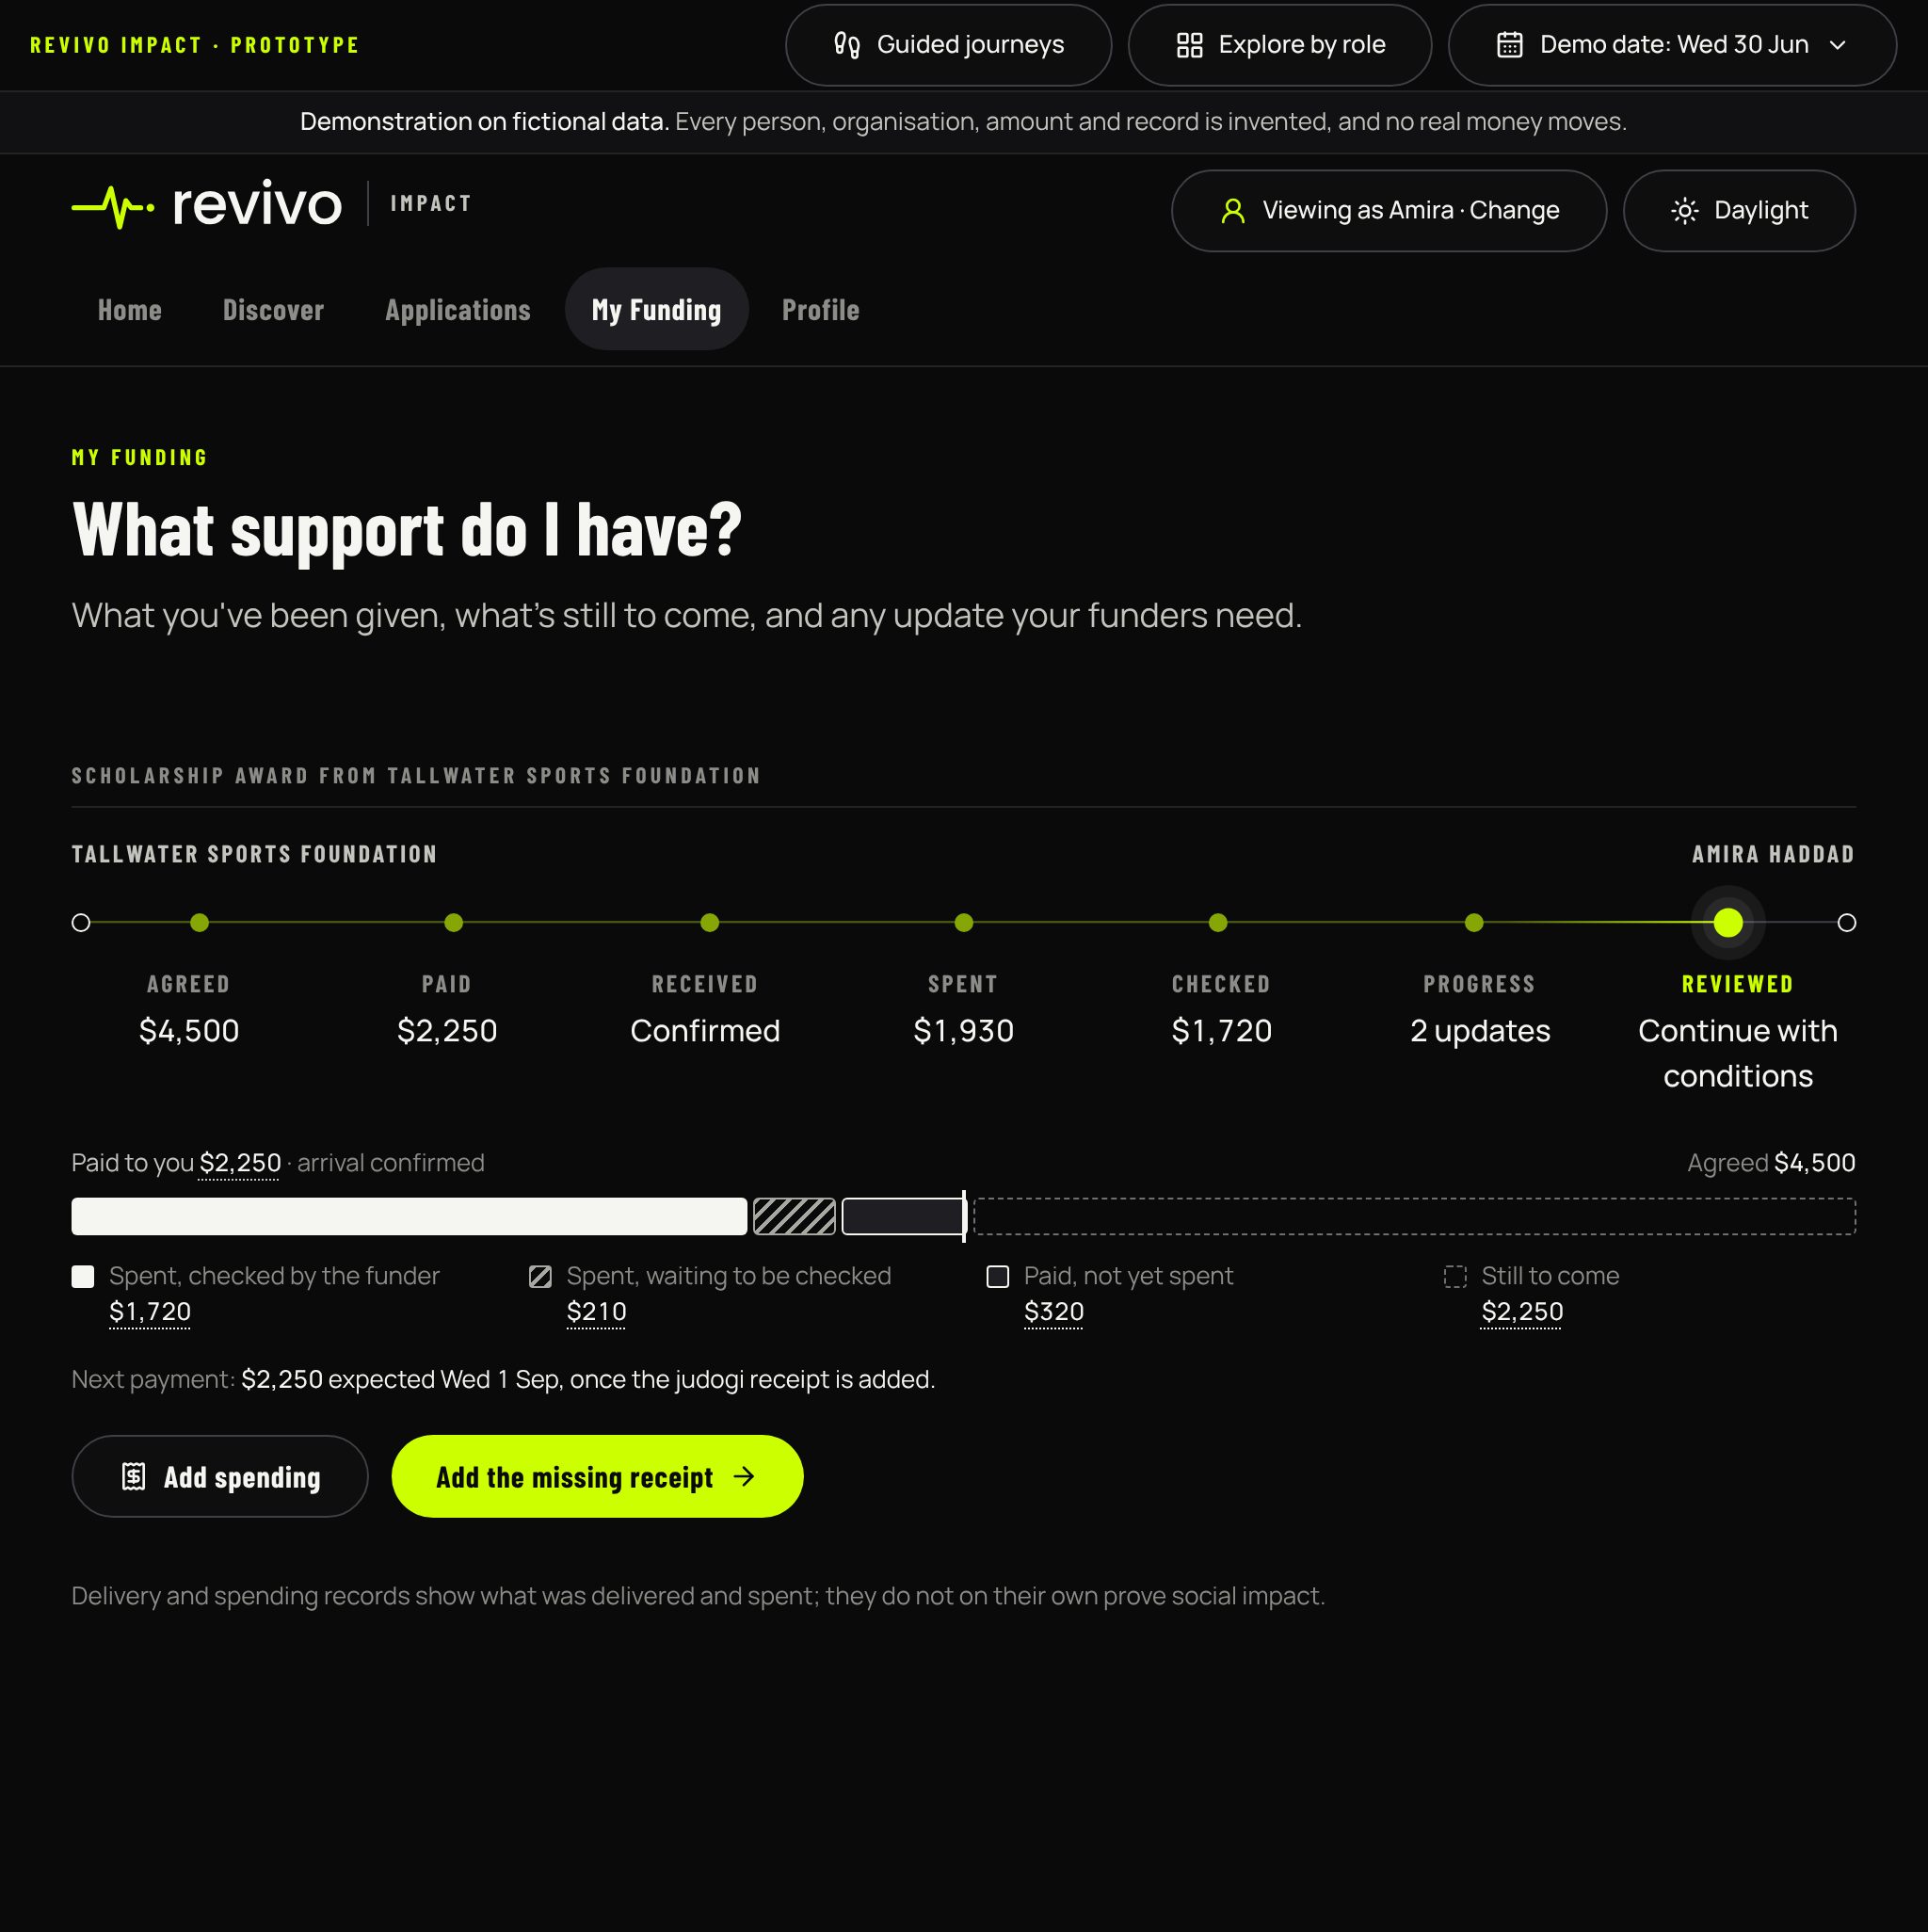 REVIVO IMPACT · PROTOTYPE
Guided journeys
Explore by role
Demo date: Wed 30 Jun
Demonstration on fictional data. Every person, organisation, amount and record is invented, and no real money moves.
revivo
IMPACT
Viewing as Amira · Change
Daylight
Home
Discover
Applications
My Funding
Profile
MY FUNDING
What support do I have?
What you've been given, what’s still to come, and any update your funders need.
SCHOLARSHIP AWARD FROM TALLWATER SPORTS FOUNDATION
TALLWATER SPORTS FOUNDATION
AMIRA HADDAD
AGREED
$4,500
PAID
$2,250
RECEIVED
Confirmed
SPENT
$1,930
CHECKED
$1,720
PROGRESS
2 updates
REVIEWED
Continue with
conditions
Paid to you $2,250 · arrival confirmed
Agreed $4,500
Spent, checked by the funder
$1,720
Spent, waiting to be checked
$210
Paid, not yet spent
$320
Still to come
$2,250
Next payment: $2,250 expected Wed 1 Sep, once the judogi receipt is added.
Add spending
Add the missing receipt
Delivery and spending records show what was delivered and spent; they do not on their own prove social impact.